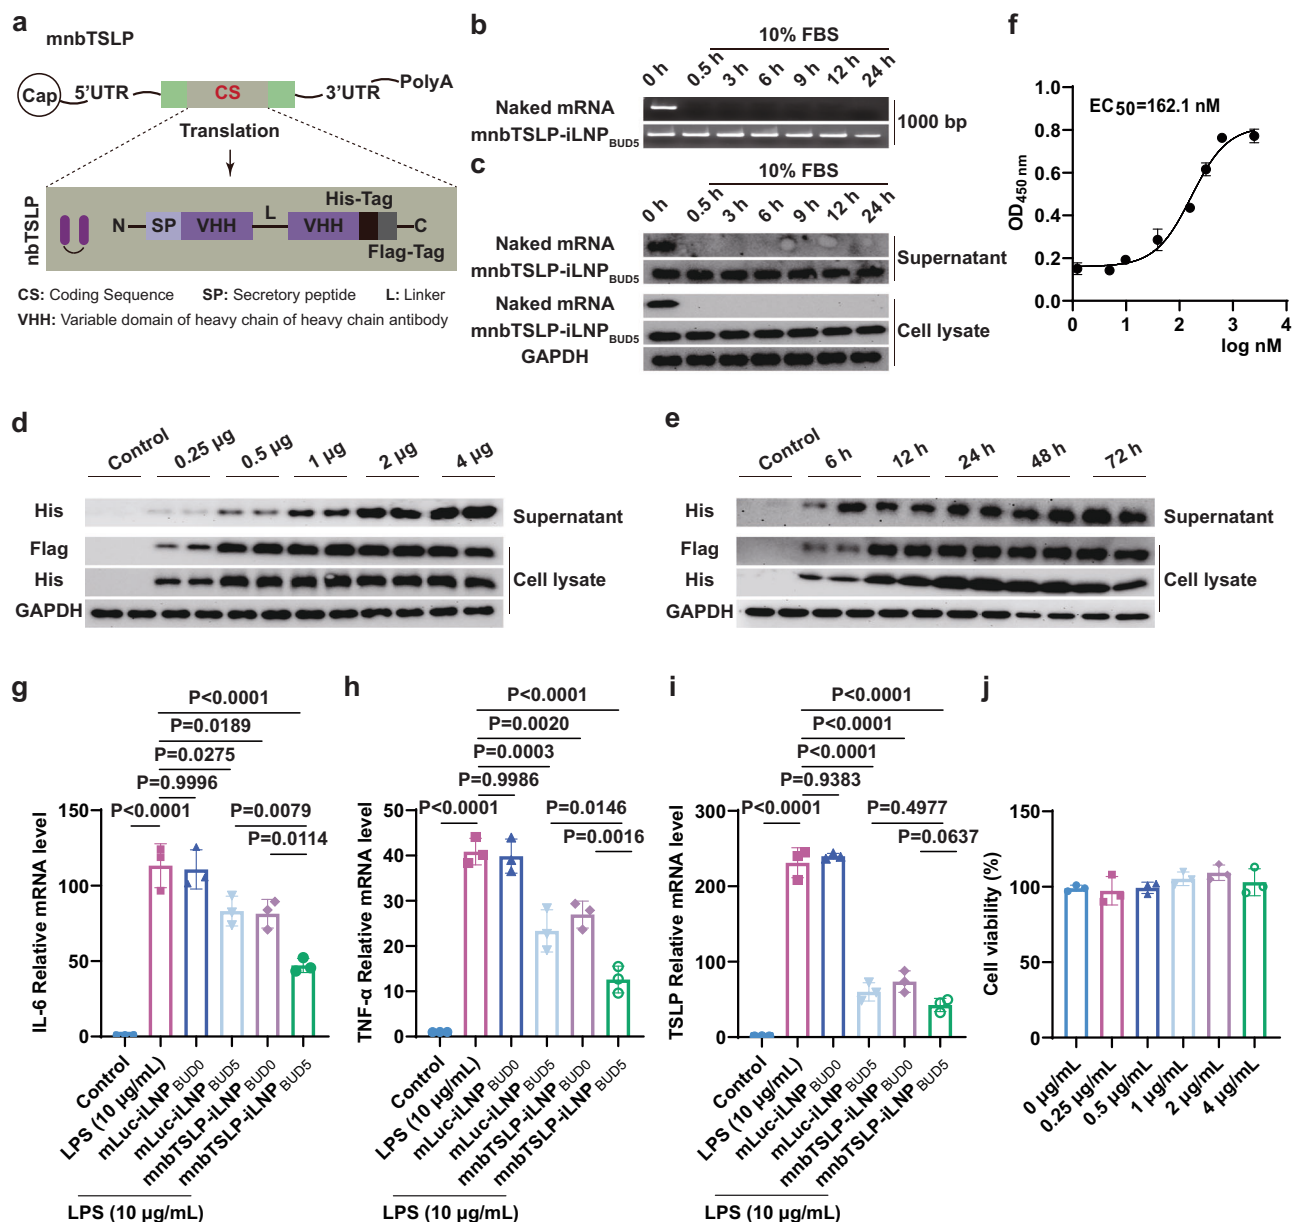 a
mnbTSLP
Cap
5'UTR
CS
3'UTR
PolyA
Translation
nbTSLP
N
SP
VHH
L
VHH
His-Tag
Flag-Tag
C
CS: Coding Sequence SP: Secretory peptide L: Linker
VHH: Variable domain of heavy chain of heavy chain antibody
b
10% FBS
0 h 0.5 h 3 h 6 h 9 h 12 h 24 h
Naked mRNA
mnbTSLP-iLNP BUD5
1000 bp
c
10% FBS
0 h 0.5 h 3 h 6 h 9 h 12 h 24 h
Naked mRNA
mnbTSLP-iLNP BUD5
Supernatant
Naked mRNA
mnbTSLP-iLNP BUD5
GAPDH
Cell lysate
f
EC50=162.1 nM
OD450 nm
1.0
0.8
0.6
0.4
0.2
0.0
0 1 2 3 4
log nM
d
Control 0.25 µg 0.5 µg 1 µg 2 µg 4 µg
His
Supernatant
Flag
His
GAPDH
Cell lysate
e
Control 6 h 12 h 24 h 48 h 72 h
His
Supernatant
Flag
His
GAPDH
Cell lysate
g
P<0.0001
P=0.0189
P=0.0275
P=0.9996
P<0.0001
P=0.0079
P=0.0114
IL-6 Relative mRNA level
150
100
50
0
Control
LPS (10 µg/mL)
mLuc-iLNP BUD0
mLuc-iLNP BUD5
mnbTSLP-iLNP BUD0
mnbTSLP-iLNP BUD5
LPS (10 µg/mL)
h
P<0.0001
P=0.0020
P=0.0003
P=0.9986
P<0.0001
P=0.0146
P=0.0016
TNF-α Relative mRNA level
50
40
30
20
10
0
Control
LPS (10 µg/mL)
mLuc-iLNP BUD0
mLuc-iLNP BUD5
mnbTSLP-iLNP BUD0
mnbTSLP-iLNP BUD5
LPS (10 µg/mL)
i
P<0.0001
P<0.0001
P<0.0001
P=0.9383
P<0.0001
P=0.4977
P=0.0637
TSLP Relative mRNA level
300
200
100
50
0
Control
LPS (10 µg/mL)
mLuc-iLNP BUD0
mLuc-iLNP BUD5
mnbTSLP-iLNP BUD0
mnbTSLP-iLNP BUD5
LPS (10 µg/mL)
j
Cell viability (%)
150
100
50
0
0 µg/mL
0.25 µg/mL
0.5 µg/mL
1 µg/mL
2 µg/mL
4 µg/mL